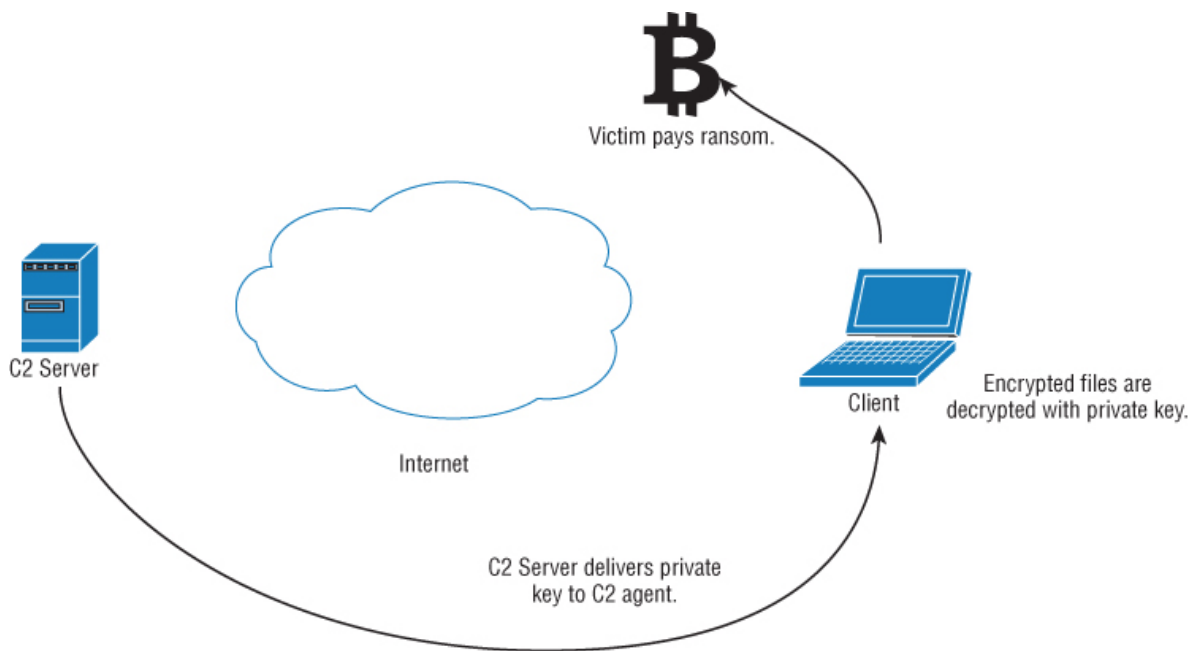 Victim pays ransom.
C2 Server
Client
Encrypted files are
decrypted with private key.
Internet
C2 Server delivers private
key to C2 agent.